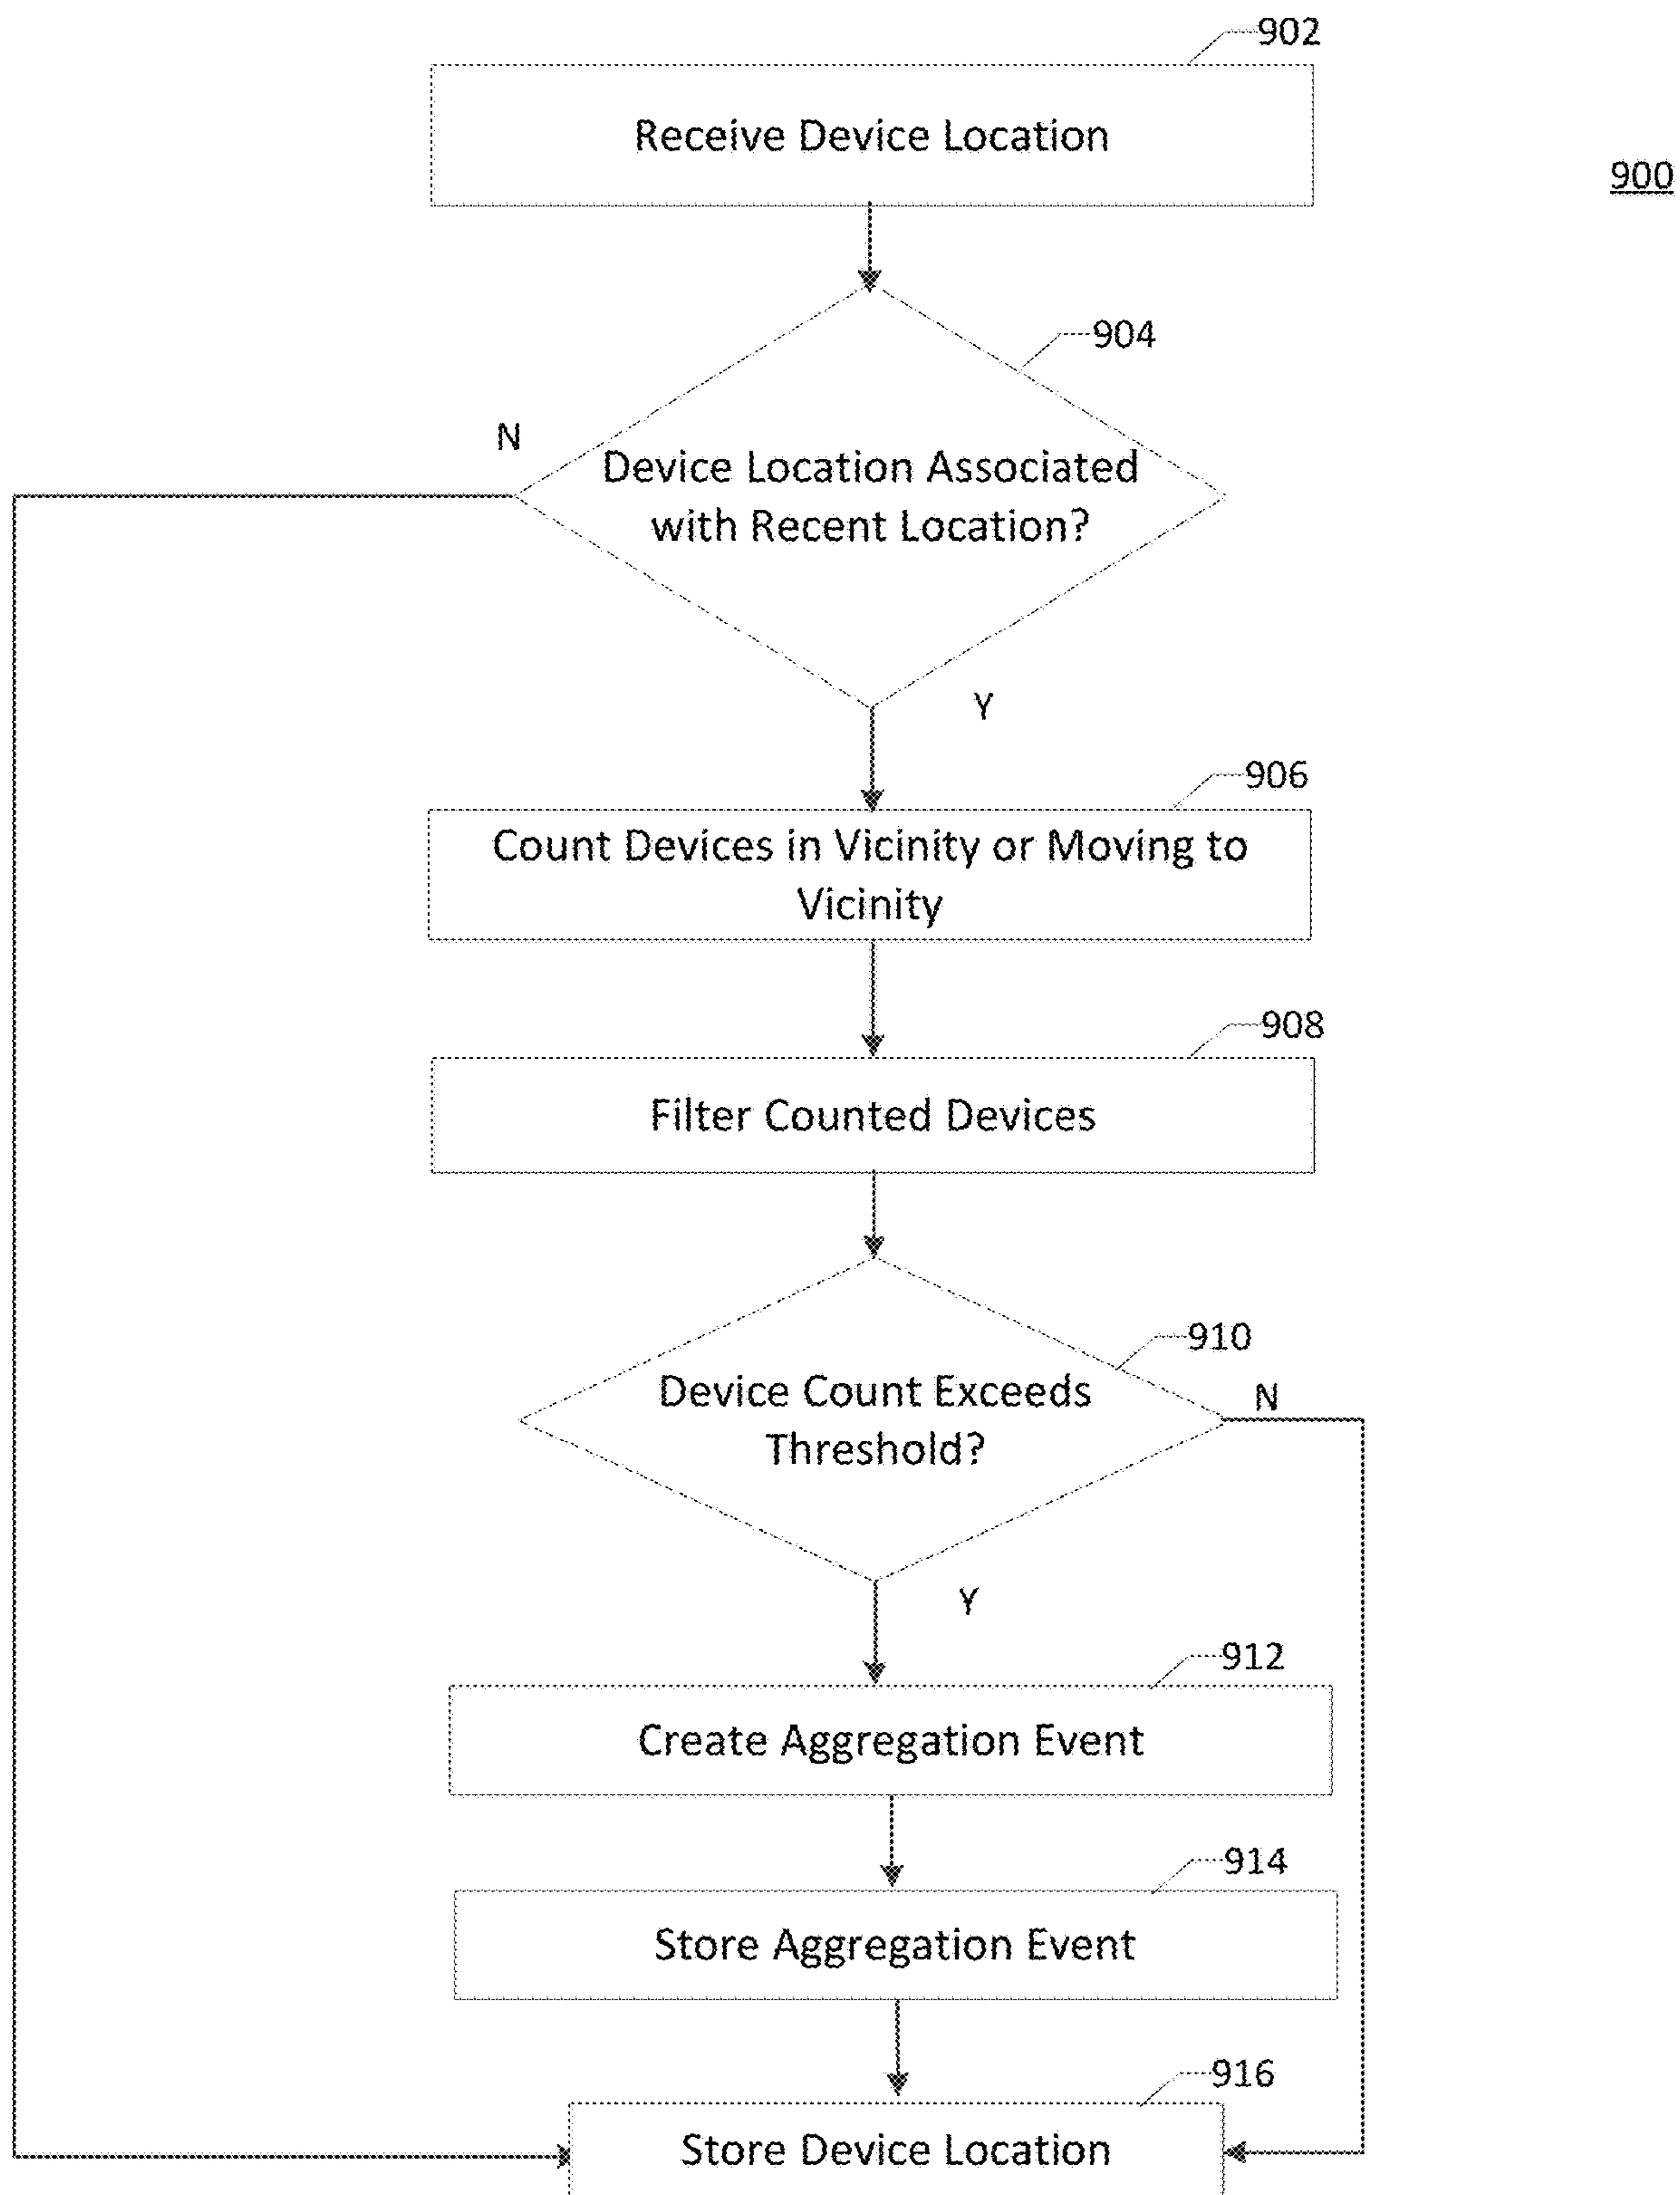 902
Receive Device Location
900
904
N
Device Location Associated
with Recent Location?
Y
906
Count Devices in Vicinity or Moving to
Vicinity
908
Filter Counted Devices
910
Device Count Exceeds
N
Threshold?
Y
912
Create Aggregation Event
914
Store Aggregation Event
916
Store Device Location